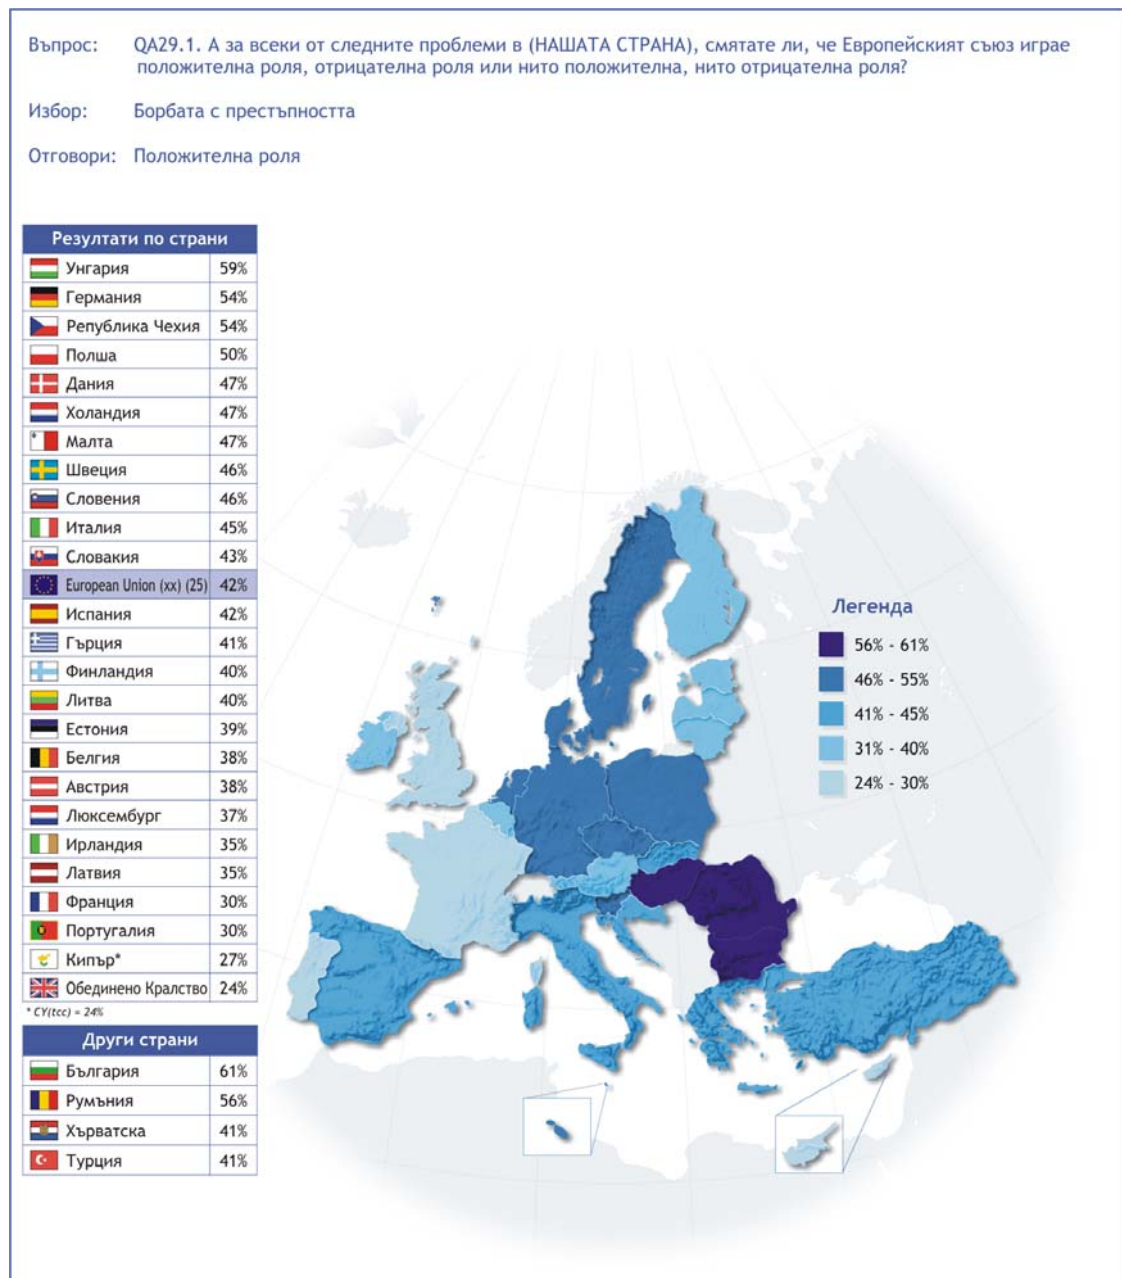 Въпрос: QA29.1. А за всеки от следните проблеми в (НАШАТА СТРАНА), смятате ли, че Европейският съюз играе
положителна роля, отрицателна роля или нито положителна, нито отрицателна роля?
Избор: Борбата с престъпността
Отговори: Положителна роля
Резултати по страни
Унгария 59%
Германия 54%
Република Чехия 54%
Полша 50%
Дания 47%
Холандия 47%
Малта 47%
Швеция 46%
Словения 46%
Италия 45%
Словакия 43%
European Union (xx) (25) 42%
Испания 42%
Гърция 41%
Финландия 40%
Литва 40%
Естония 39%
Белгия 38%
Австрия 38%
Люксембург 37%
Ирландия 35%
Латвия 35%
Франция 30%
Португалия 30%
Кипър* 27%
Обединено Кралство 24%
* CY(tcc) = 24%
Други страни
България 61%
Румъния 56%
Хърватска 41%
Турция 41%
Легенда
56% - 61%
46% - 55%
41% - 45%
31% - 40%
24% - 30%